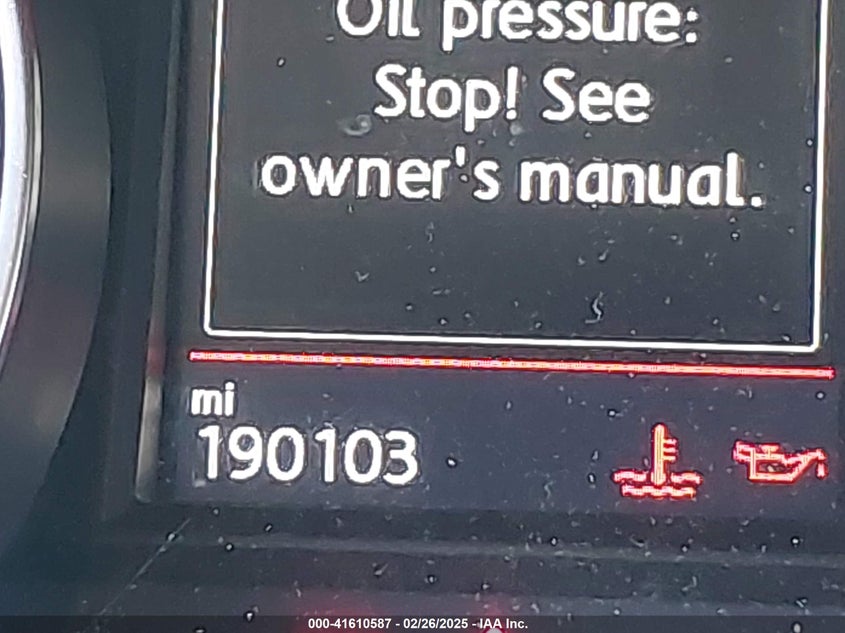 Oil pressure:
Stop! See
owner's manual.
mi
190103
000-41610587 - 02/26/2025 - IAA Inc.